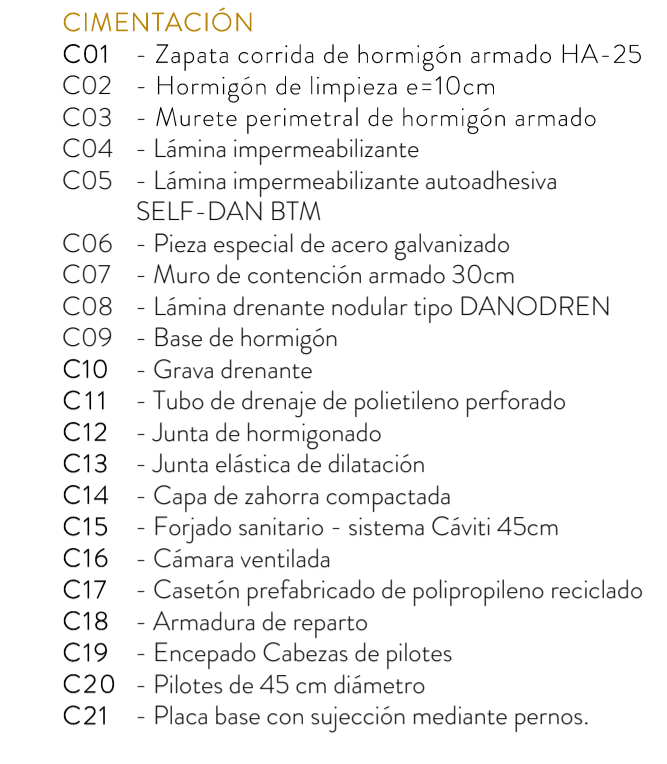 CIMENTACIÓN
C01 - Zapata corrida de hormigón armado HA-25
C02 - Hormigón de limpieza e=10cm
C03 - Murete perimetral de hormigón armado
C04 - Lámina impermeabilizante
C05 - Lámina impermeabilizante autoadhesiva
SELF-DAN BTM
C06 - Pieza especial de acero galvanizado
C07 - Muro de contención armado 30cm
C08 - Lámina drenante nodular tipo DANODREN
C09 - Base de hormigón
C10 - Grava drenante
C11 - Tubo de drenaje de polietileno perforado
C12 - Junta de hormigonado
C13 - Junta elástica de dilatación
C14 - Capa de zahorra compactada
C15 - Forjado sanitario - sistema Cáviti 45cm
C16 - Cámara ventilada
C17 - Casetón prefabricado de polipropileno reciclado
C18 - Armadura de reparto
C19 - Encepado Cabezas de pilotes
C20 - Pilotes de 45 cm diámetro
C21 - Placa base con sujección mediante pernos.